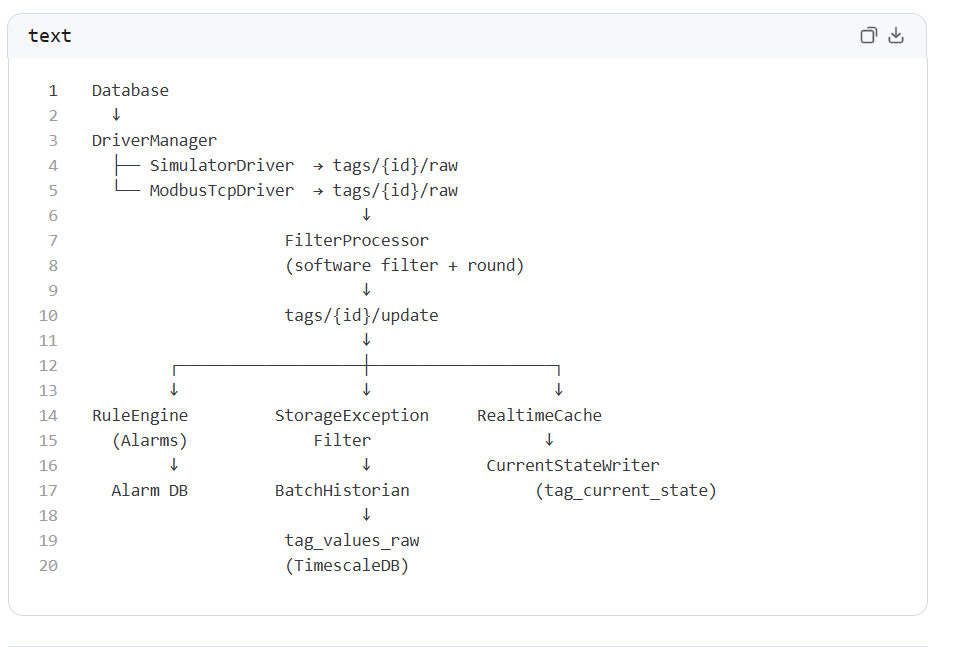 text
1 Database
2 ↓
3 DriverManager
4 ├── SimulatorDriver → tags/{id}/raw
5 └── ModbusTcpDriver → tags/{id}/raw
6 ↓
7 FilterProcessor
8 (software filter + round)
9 ↓
10 tags/{id}/update
11 ↓
12 ┌───────────────────┼───────────────────┐
13 ↓ ↓ ↓
14 RuleEngine StorageException RealtimeCache
15 (Alarms) Filter ↓
16 ↓ ↓ CurrentStateWriter
17 Alarm DB BatchHistorian (tag_current_state)
18 ↓
19 tag_values_raw
20 (TimescaleDB)